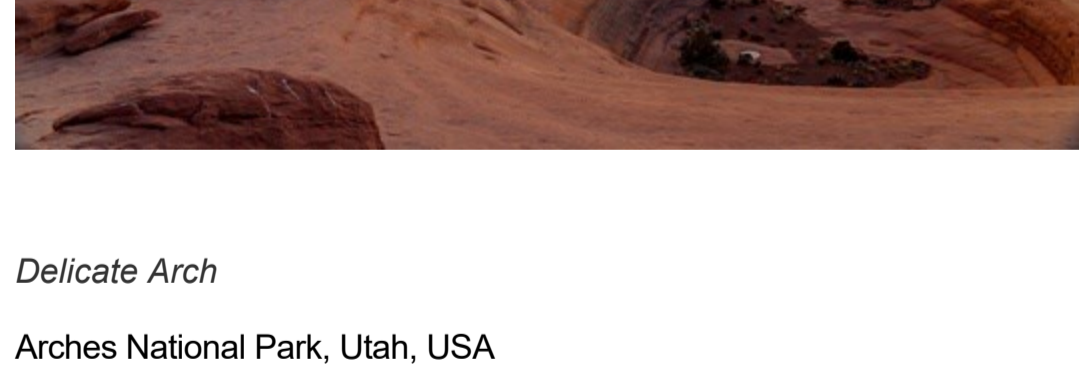 Delicate Arch
Arches National Park, Utah, USA